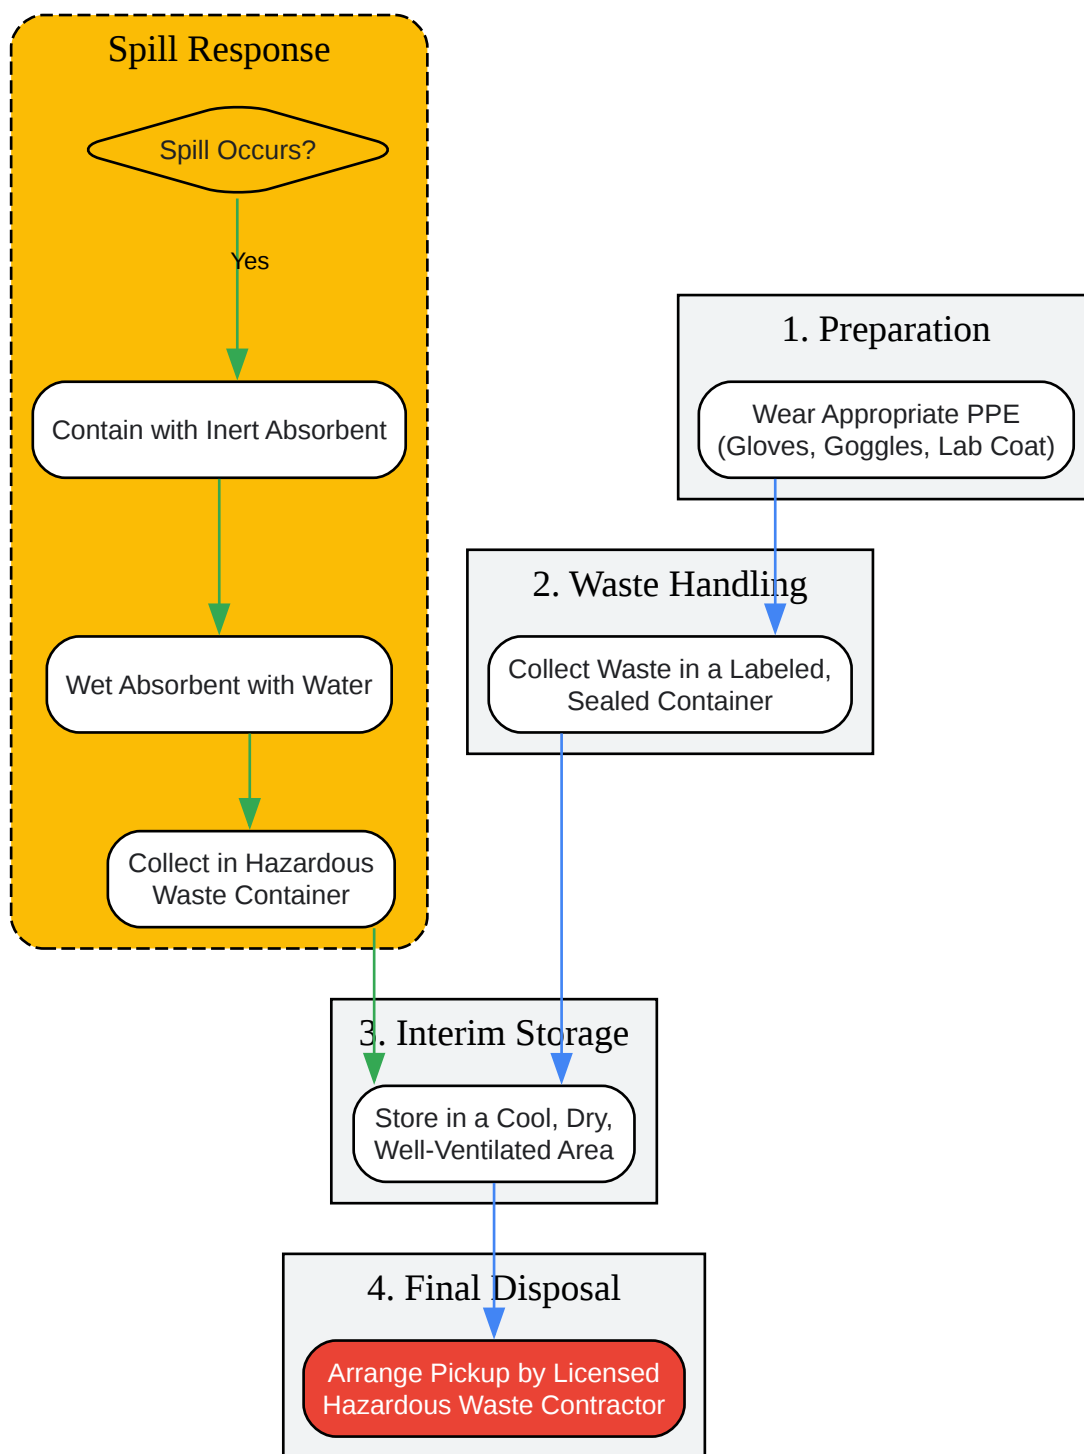 Spill Response
Spill Occurs?
Yes
Contain with Inert Absorbent
Wet Absorbent with Water
Collect in Hazardous
Waste Container
1. Preparation
Wear Appropriate PPE
(Gloves, Goggles, Lab Coat)
2. Waste Handling
Collect Waste in a Labeled,
Sealed Container
3. Interim Storage
Store in a Cool, Dry,
Well-Ventilated Area
4. Final Disposal
Arrange Pickup by Licensed
Hazardous Waste Contractor